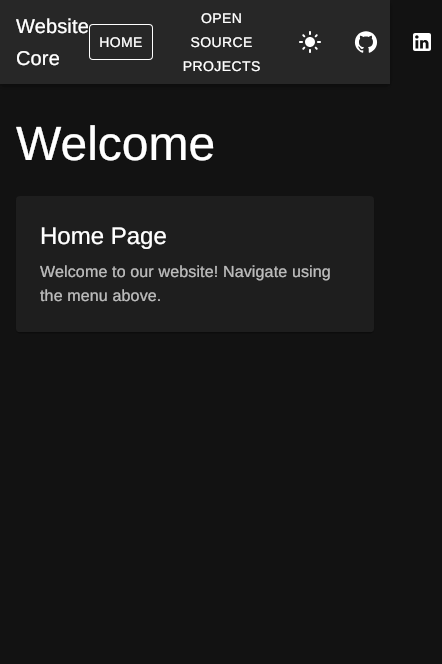 Website
Core
HOME
OPEN
SOURCE
PROJECTS
Welcome
Home Page
Welcome to our website! Navigate using
the menu above.